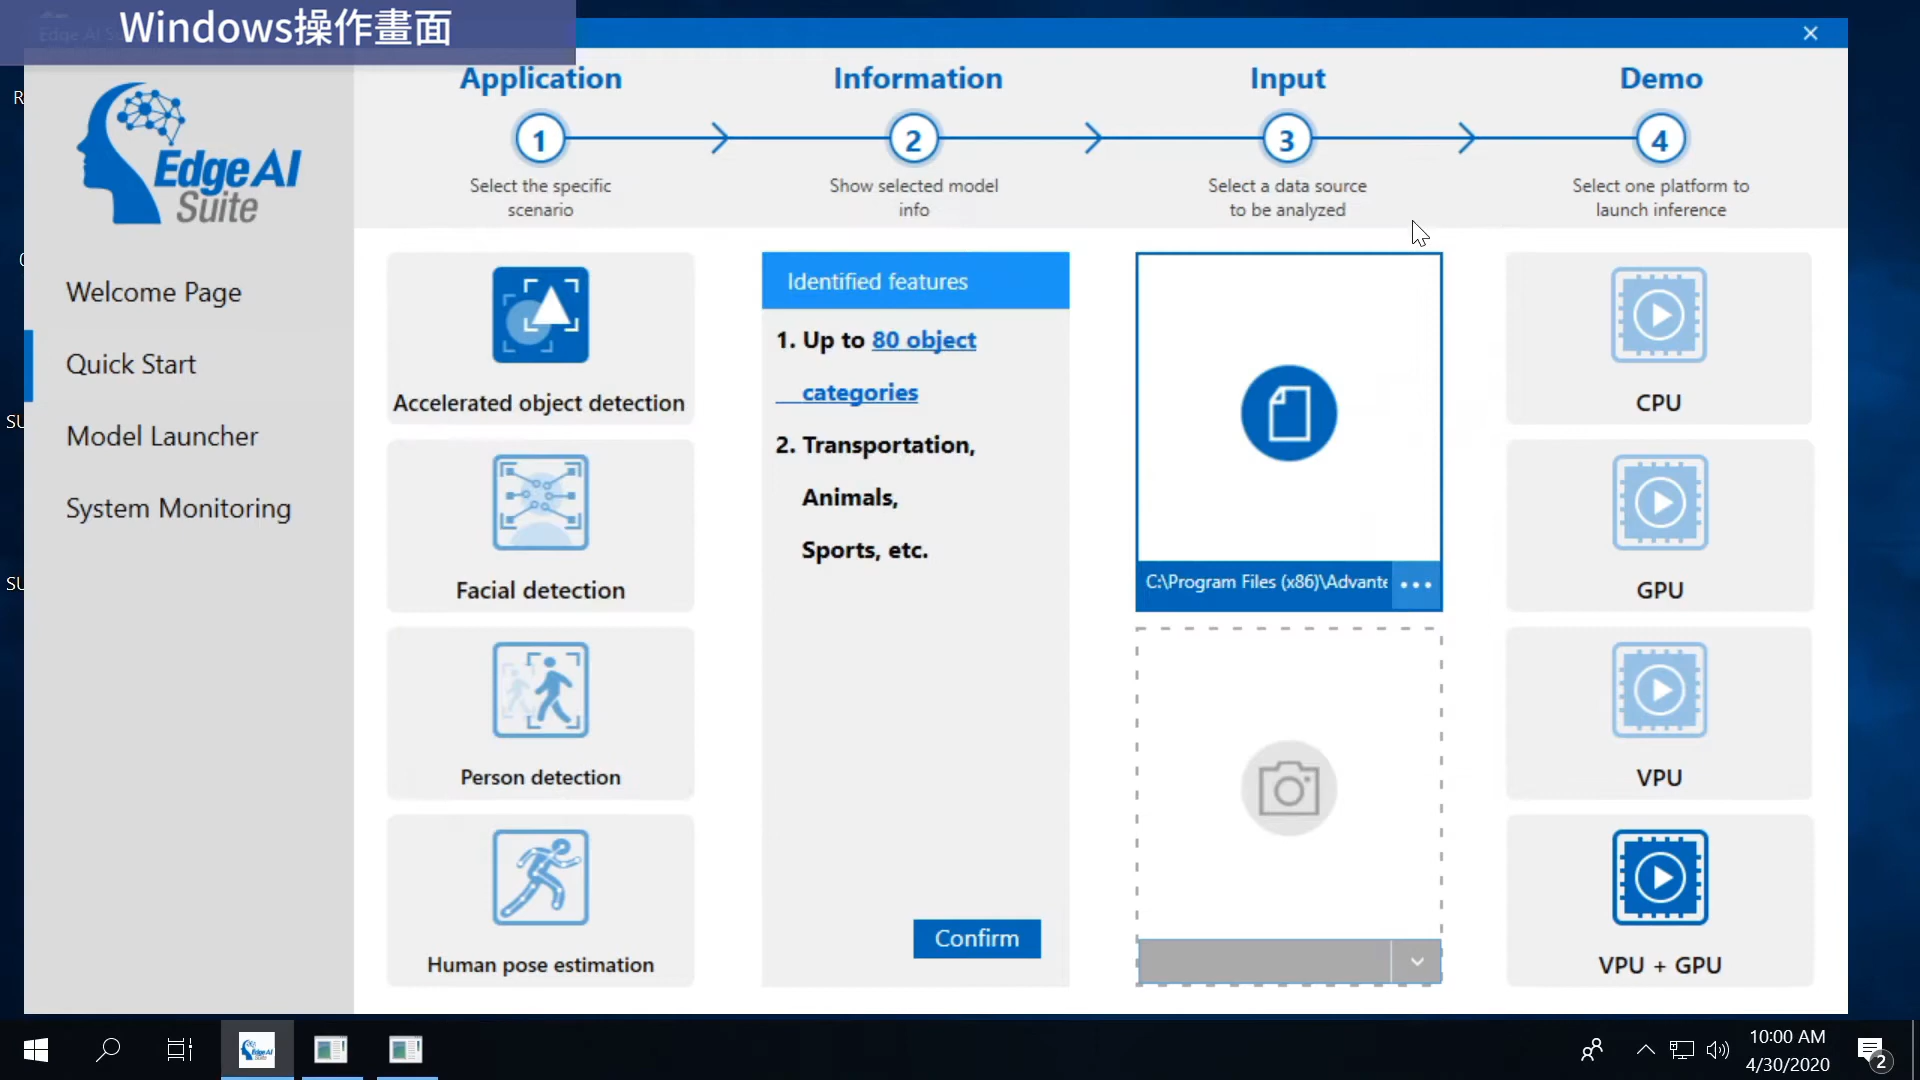 Windows操作畫面
Edge AI
Suite
Welcome Page
Quick Start
Model Launcher
System Monitoring
Application
1
Select the specific
scenario
Information
2
Show selected model
info
Input
3
Select a data source
to be analyzed
Demo
4
Select one platform to
launch inference
Accelerated object detection
Facial detection
Person detection
Human pose estimation
Identified features
1. Up to 80 object
categories
2. Transportation,
Animals,
Sports, etc.
Confirm
C:\Program Files (x86)\Advante
CPU
GPU
VPU
VPU + GPU
Edge AI
Suite
10:00 AM
4/30/2020
2